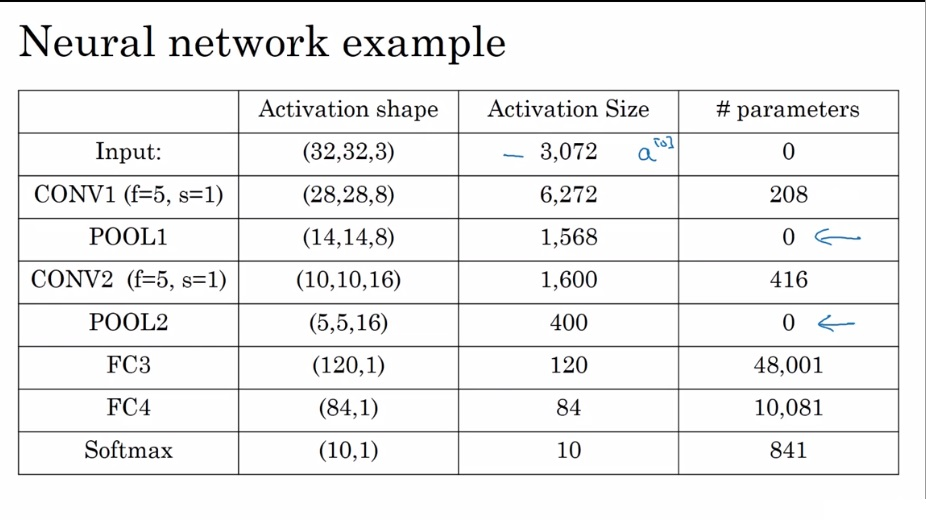 Neural network example
Activation shape Activation Size # parameters
Input: (32,32,3) – 3,072 a^[0] 0
CONV1 (f=5, s=1) (28,28,8) 6,272 208
POOL1 (14,14,8) 1,568 0 ←
CONV2 (f=5, s=1) (10,10,16) 1,600 416
POOL2 (5,5,16) 400 0 ←
FC3 (120,1) 120 48,001
FC4 (84,1) 84 10,081
Softmax (10,1) 10 841